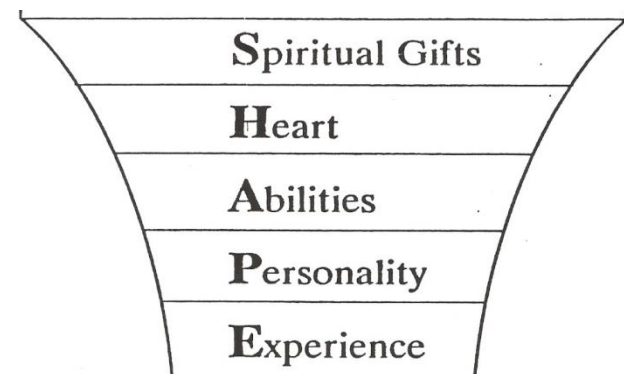 Spiritual Gifts
Heart
Abilities
Personality
Experience